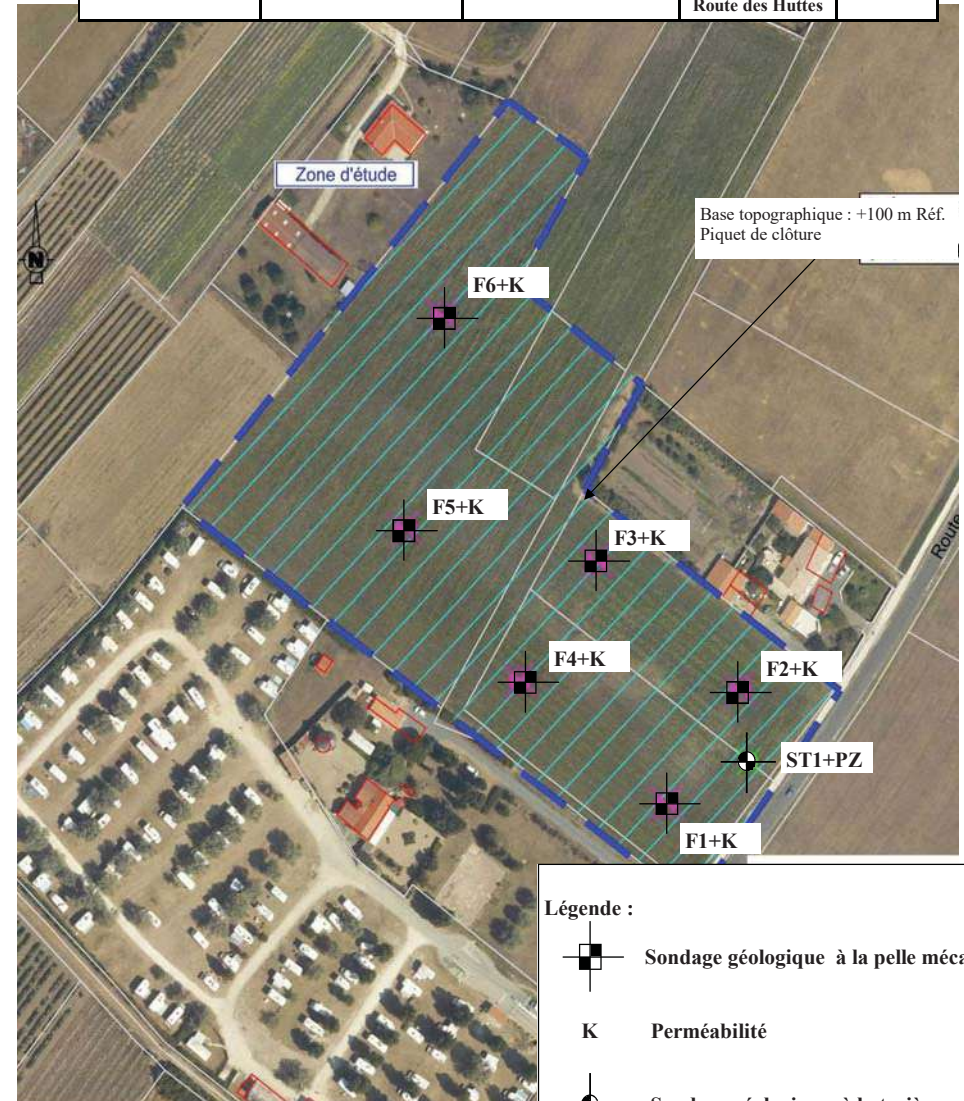 Route des Huttes
Zone d'étude
Base topographique : +100 m Réf.
Piquet de clôture
N
F6+K
F5+K
F3+K
Route
F4+K
F2+K
ST1+PZ
F1+K
Légende :
Sondage géologique à la pelle méca
K Perméabilité